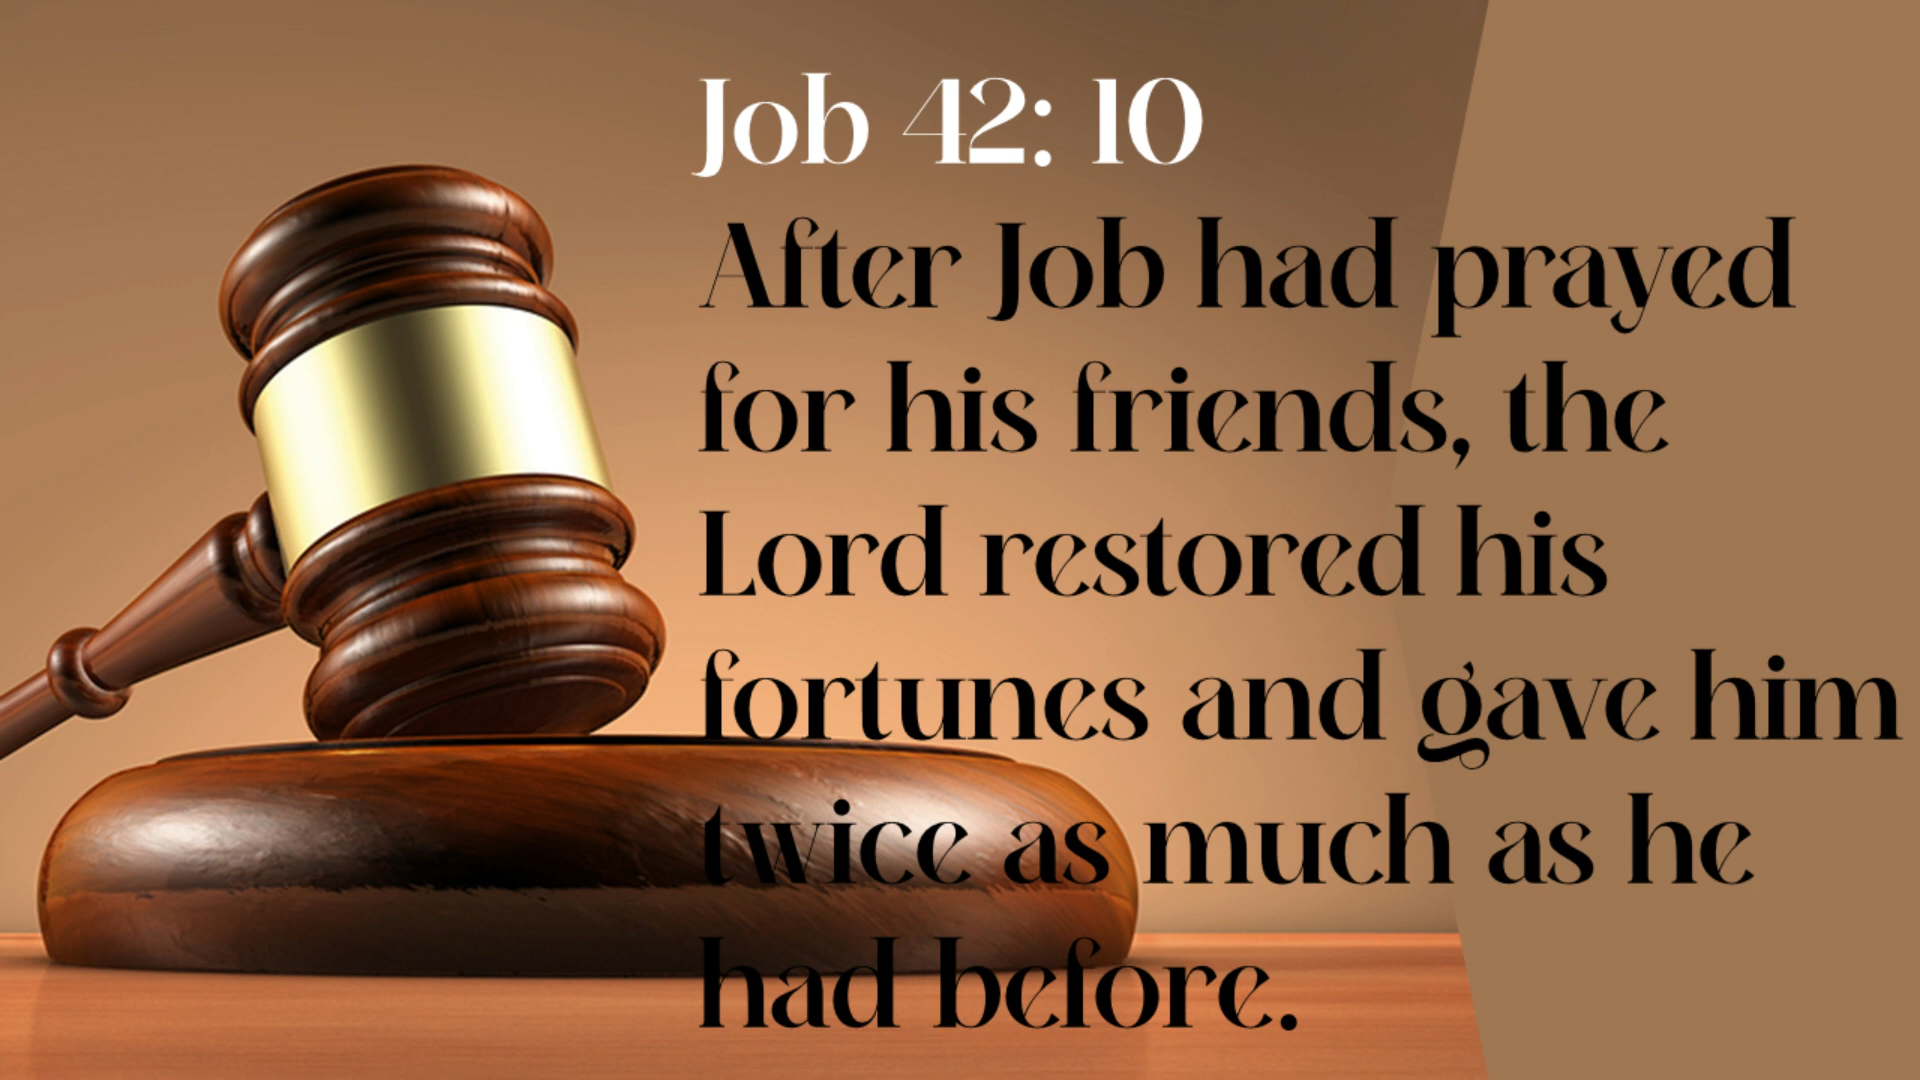 Job 42: 10
After Job had prayed
for his friends, the
Lord restored his
fortunes and gave him
twice as much as he
had before.